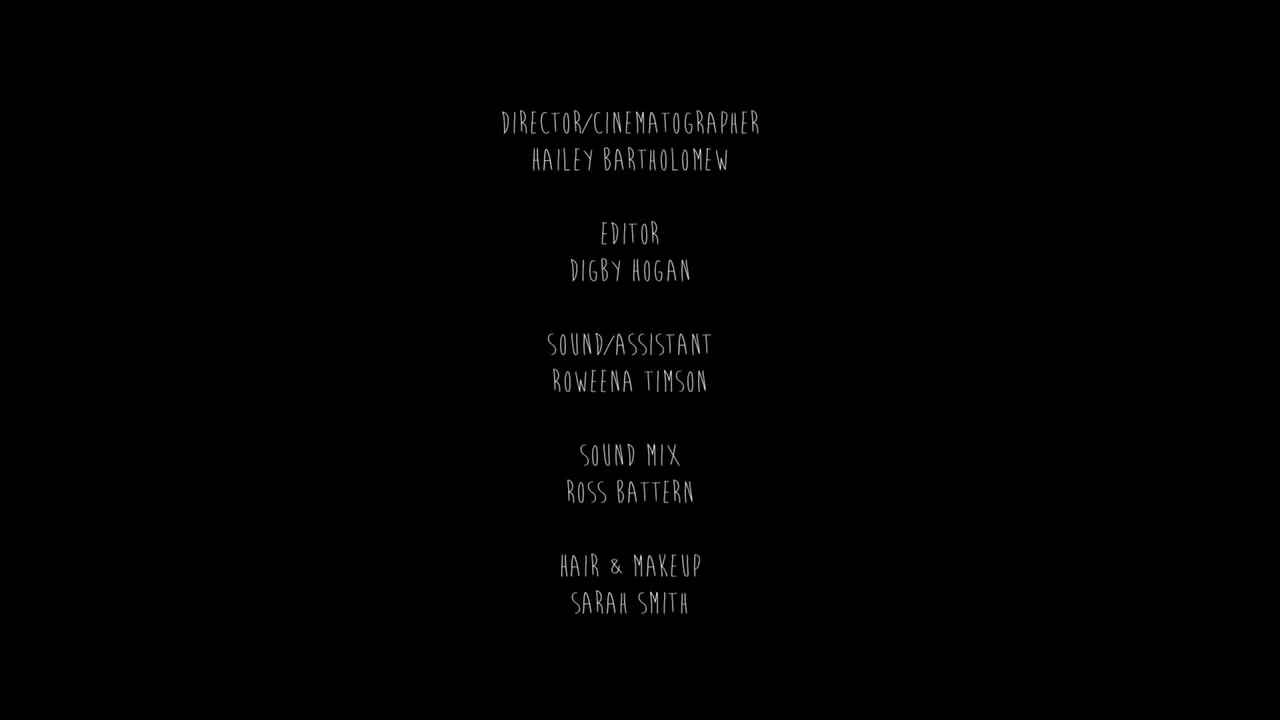 DIRECTOR/CINEMATOGRAPHER
HAILEY BARTHOLOMEW
EDITOR
DIGBY HOGAN
SOUND/ASSISTANT
ROWEENA TIMSON
SOUND MIX
ROSS BATTERN
HAIR & MAKEUP
SARAH SMITH